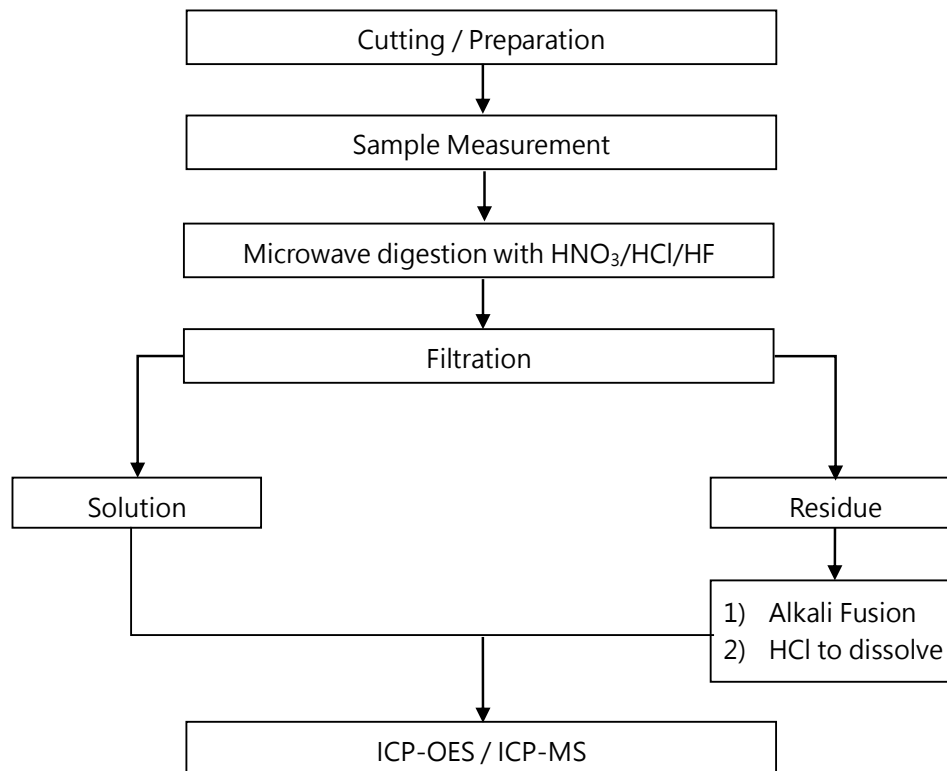 Cutting / Preparation
Sample Measurement
Microwave digestion with HNO₃/HCl/HF
Filtration
Solution
Residue
1) Alkali Fusion
2) HCl to dissolve
ICP-OES / ICP-MS